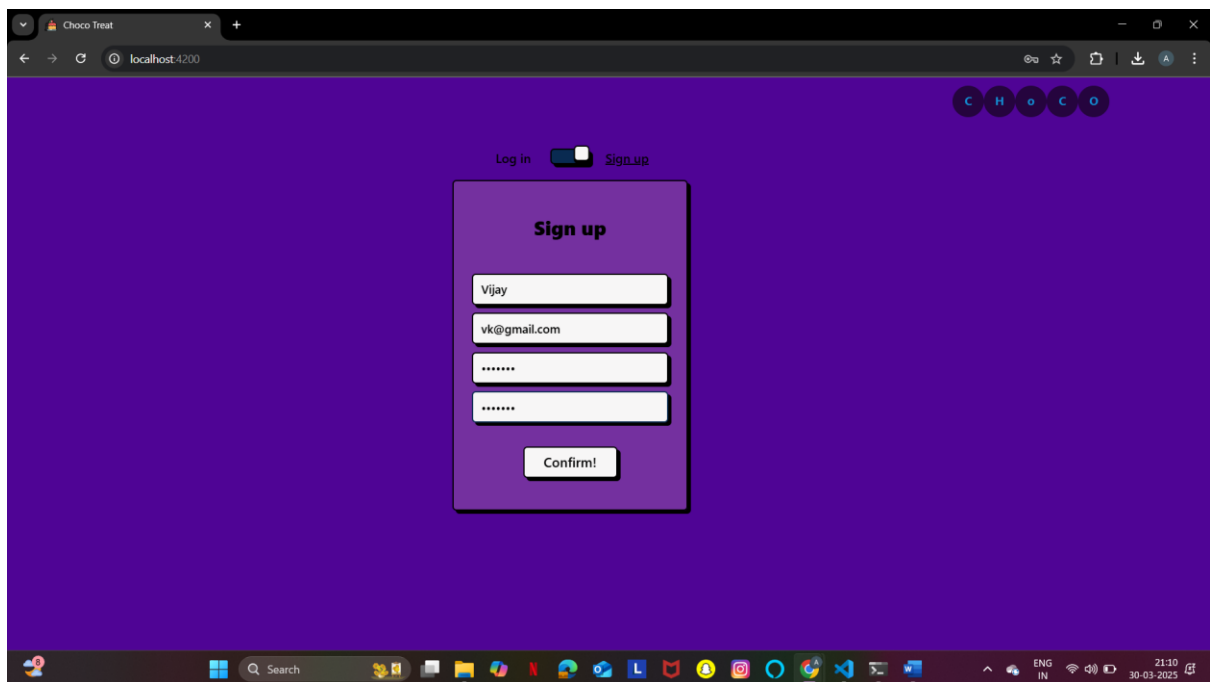 Choco Treat
localhost:4200
A
C H o C O
Log in Sign up
Sign up
Vijay
vk@gmail.com
•••••••
•••••••
Confirm!
8
Search
N
L
W
ENG
IN
21:10
30-03-2025